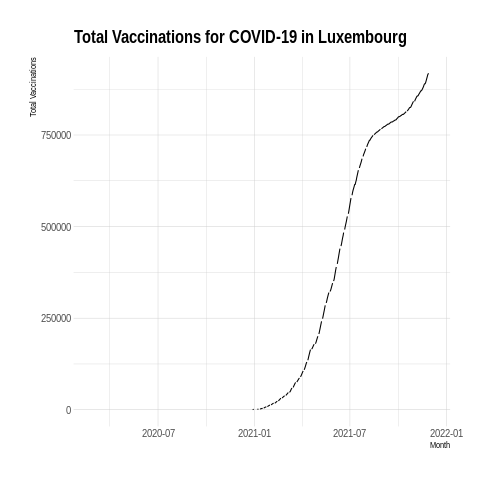 Total Vaccinations for COVID-19 in Luxembourg
Total Vaccinations
750000
500000
250000
0
2020-07 2021-01 2021-07 2022-01
Month